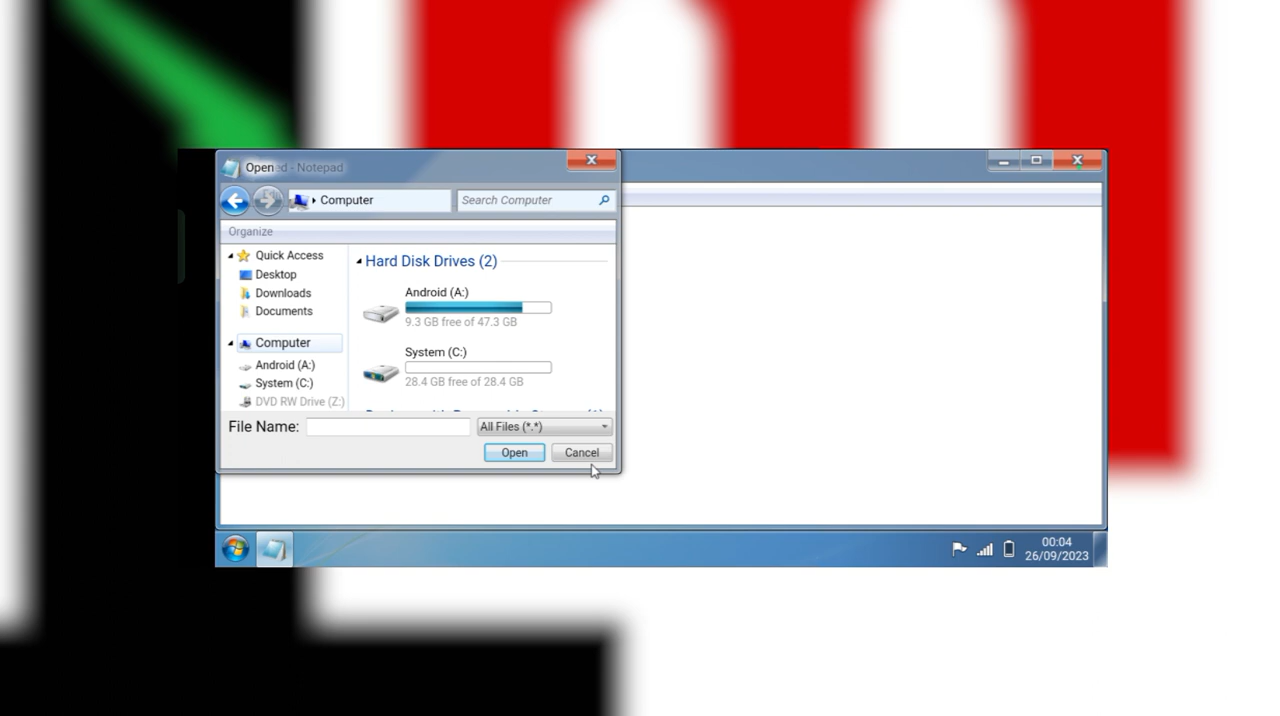 Opened - Notepad
Computer
Search Computer
Organize
Quick Access
Desktop
Downloads
Documents
Computer
Android (A:)
System (C:)
DVD RW Drive (Z:)
Hard Disk Drives (2)
Android (A:)
9.3 GB free of 47.3 GB
System (C:)
28.4 GB free of 28.4 GB
File Name:
All Files (*.*)
Open
Cancel
00:04
26/09/2023